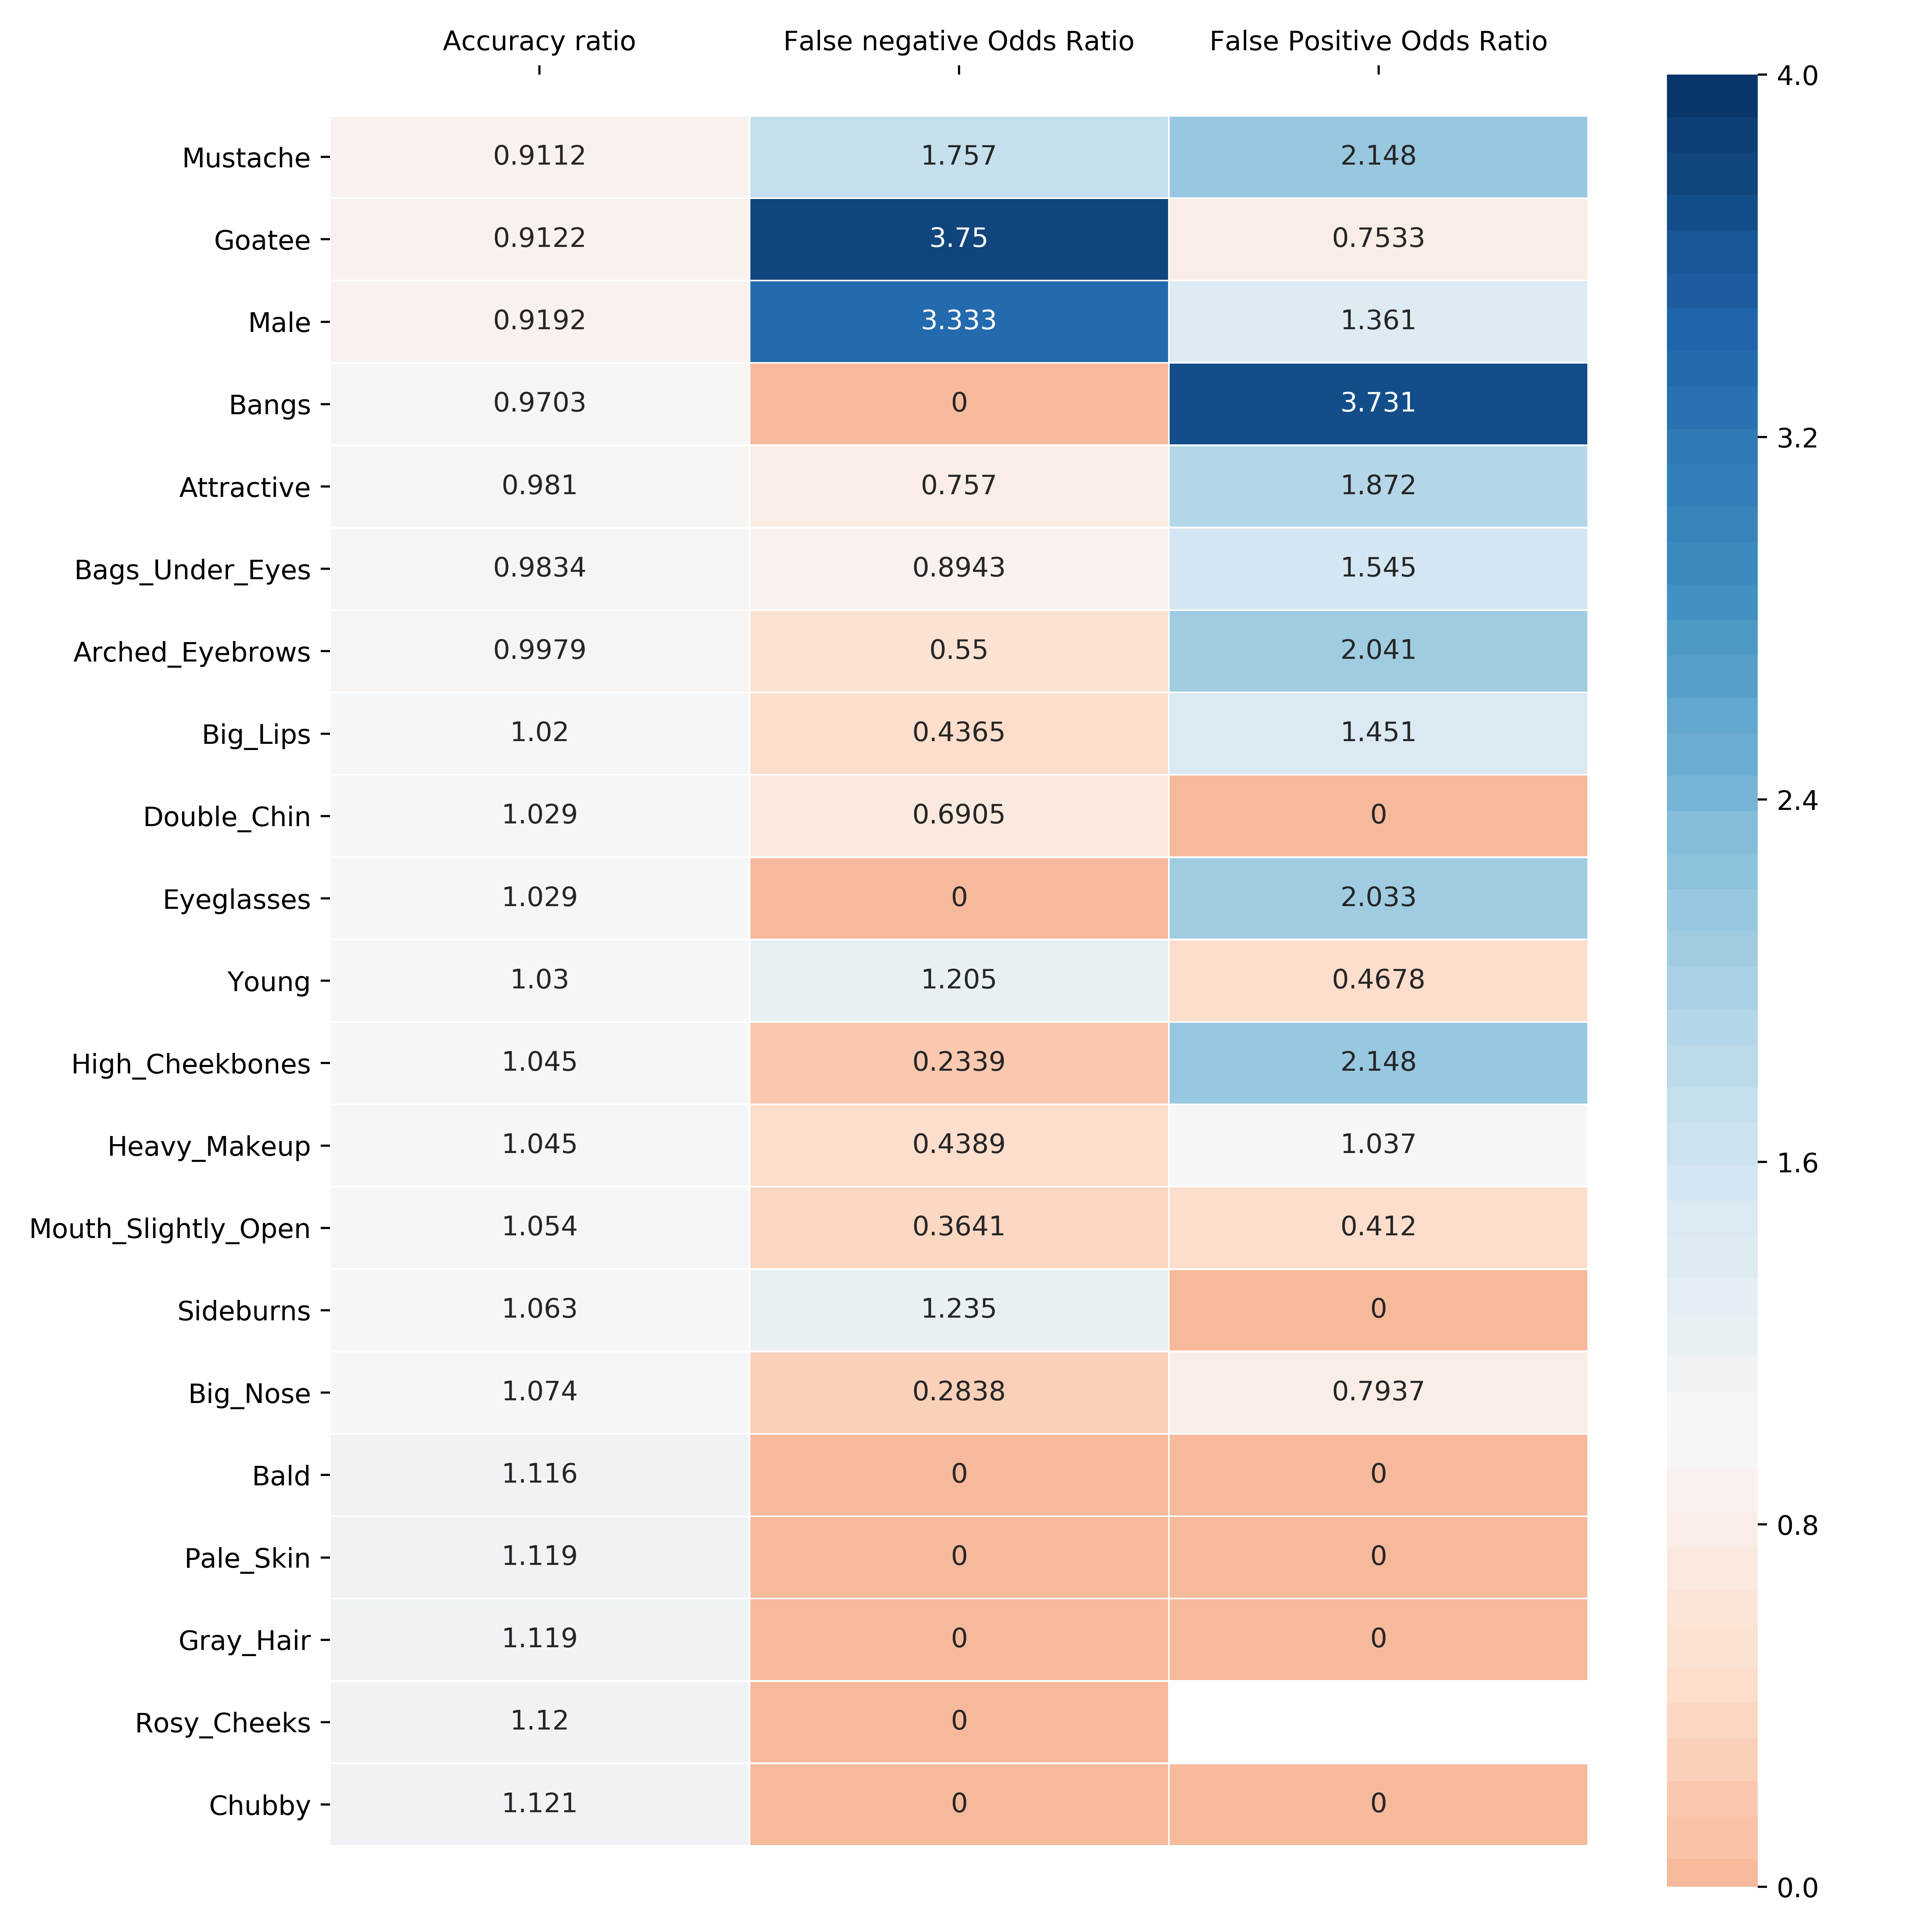 Accuracy ratio False negative Odds Ratio False Positive Odds Ratio
Mustache 0.9112 1.757 2.148
Goatee 0.9122 3.75 0.7533
Male 0.9192 3.333 1.361
Bangs 0.9703 0 3.731
Attractive 0.981 0.757 1.872
Bags_Under_Eyes 0.9834 0.8943 1.545
Arched_Eyebrows 0.9979 0.55 2.041
Big_Lips 1.02 0.4365 1.451
Double_Chin 1.029 0.6905 0
Eyeglasses 1.029 0 2.033
Young 1.03 1.205 0.4678
High_Cheekbones 1.045 0.2339 2.148
Heavy_Makeup 1.045 0.4389 1.037
Mouth_Slightly_Open 1.054 0.3641 0.412
Sideburns 1.063 1.235 0
Big_Nose 1.074 0.2838 0.7937
Bald 1.116 0 0
Pale_Skin 1.119 0 0
Gray_Hair 1.119 0 0
Rosy_Cheeks 1.12 0
Chubby 1.121 0 0
4.0
3.2
2.4
1.6
0.8
0.0